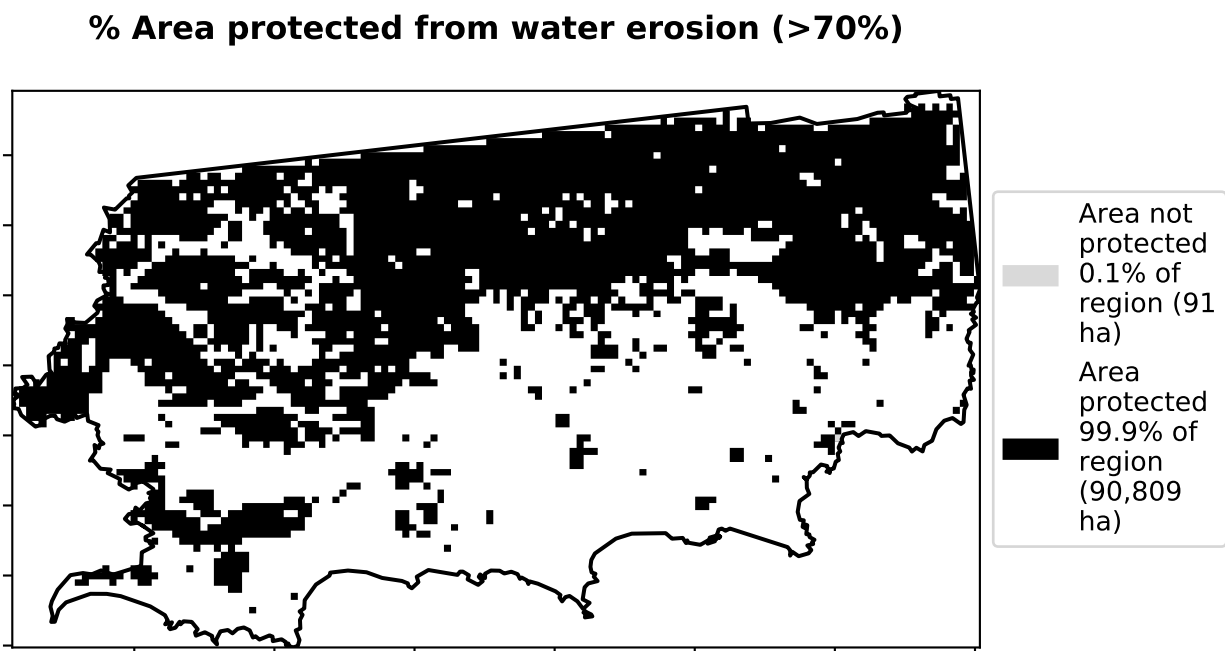 % Area protected from water erosion (>70%)
Area not
protected
0.1% of
region (91
ha)
Area
protected
99.9% of
region
(90,809
ha)